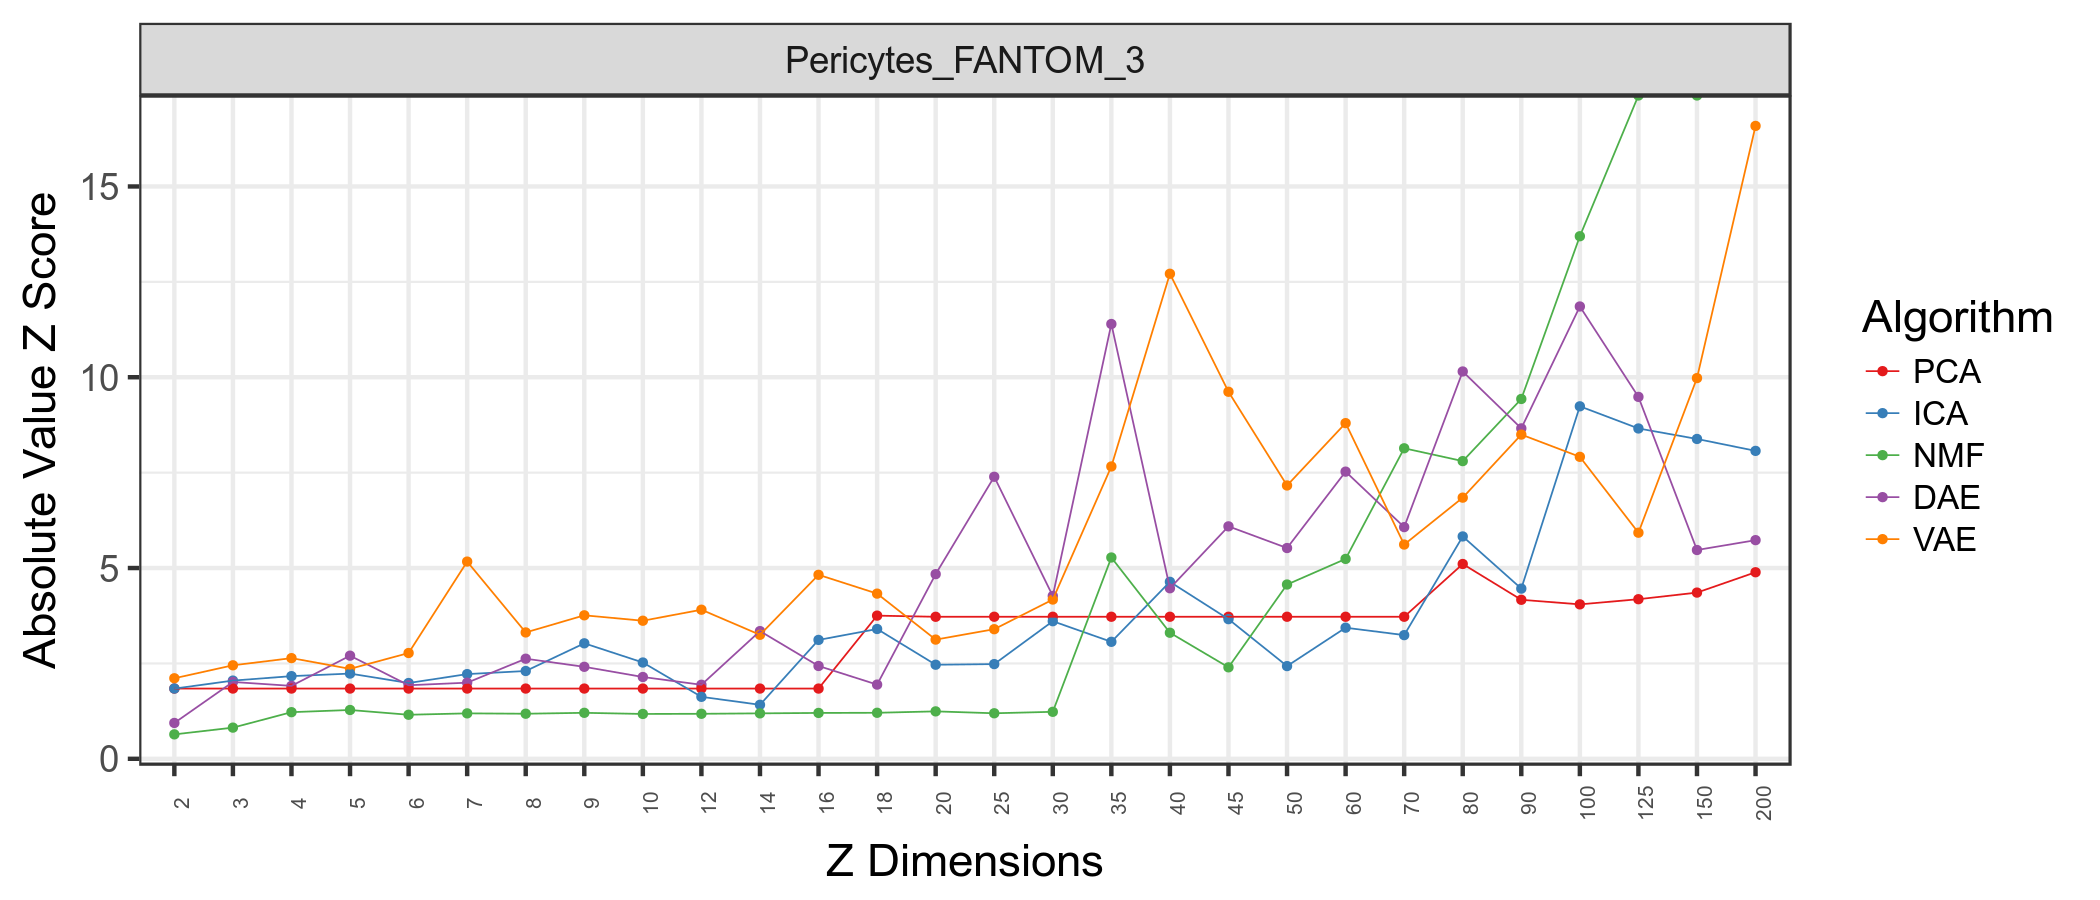 Pericytes_FANTOM_3
Absolute Value Z Score
15
10
5
0
2 3 4 5 6 7 8 9 10 12 14 16 18 20 25 30 35 40 45 50 60 70 80 90 100 125 150 200
Z Dimensions
Algorithm
PCA
ICA
NMF
DAE
VAE